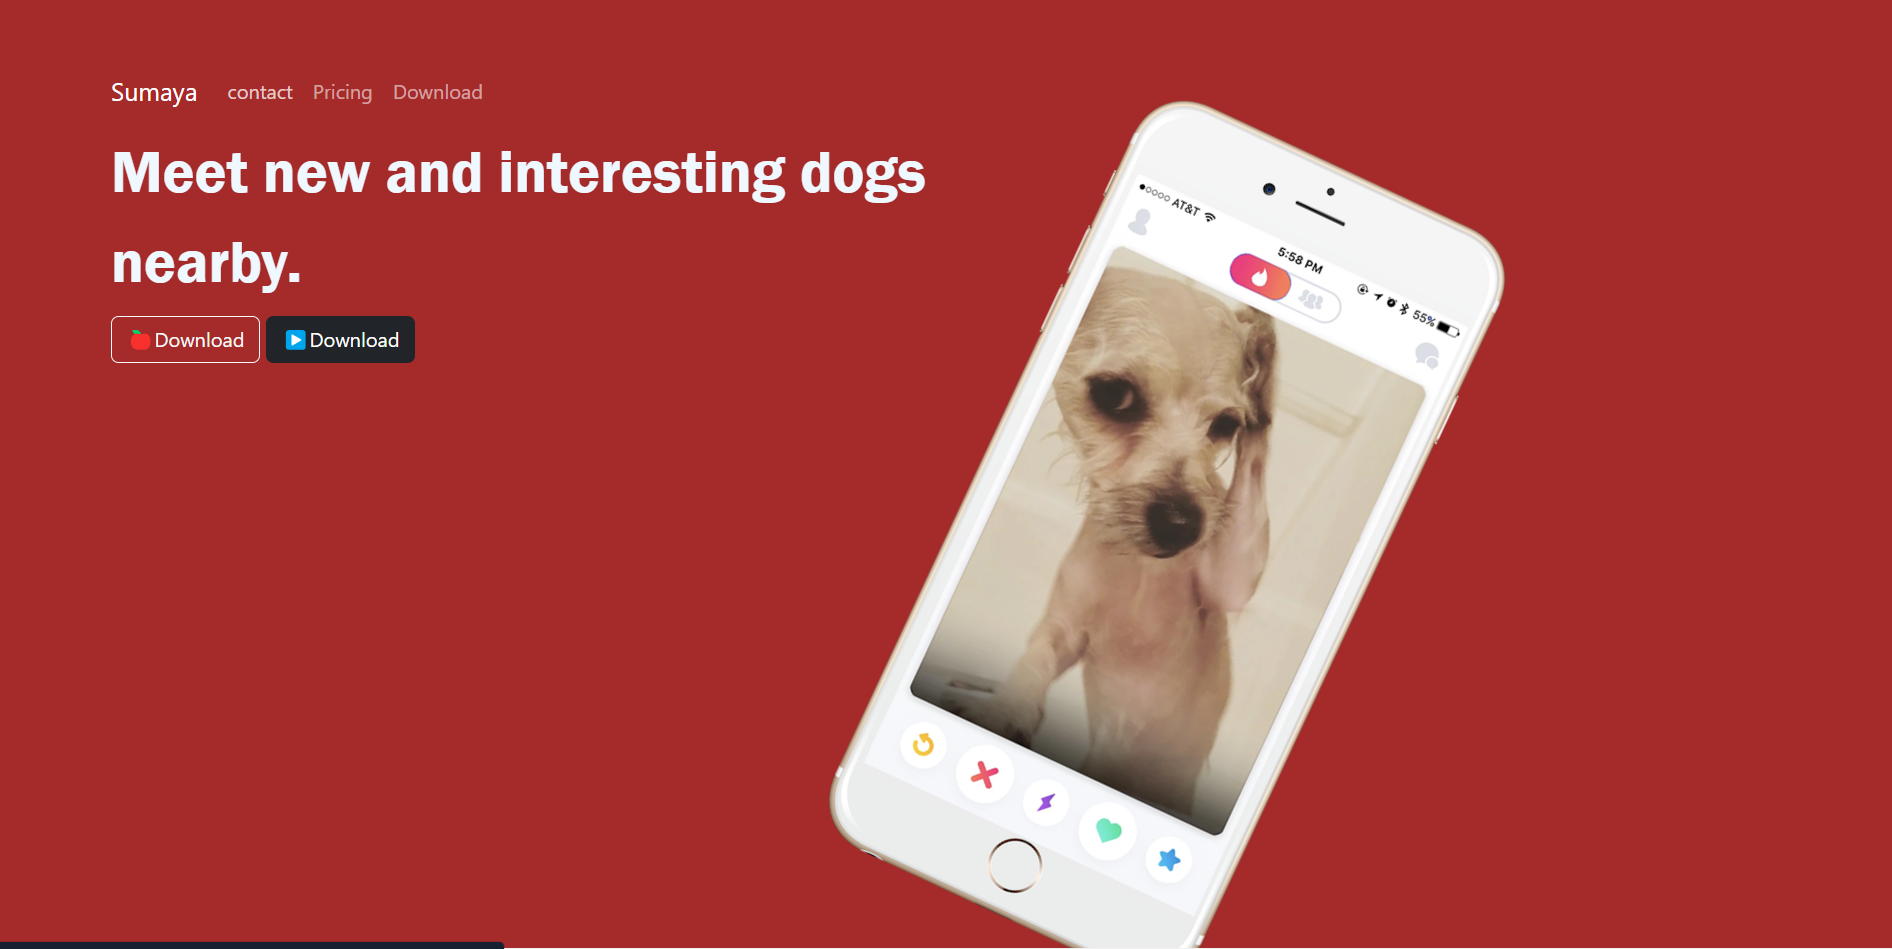 Sumaya contact Pricing Download
Meet new and interesting dogs
nearby.
Download Download
AT&T
5:58 PM
55%